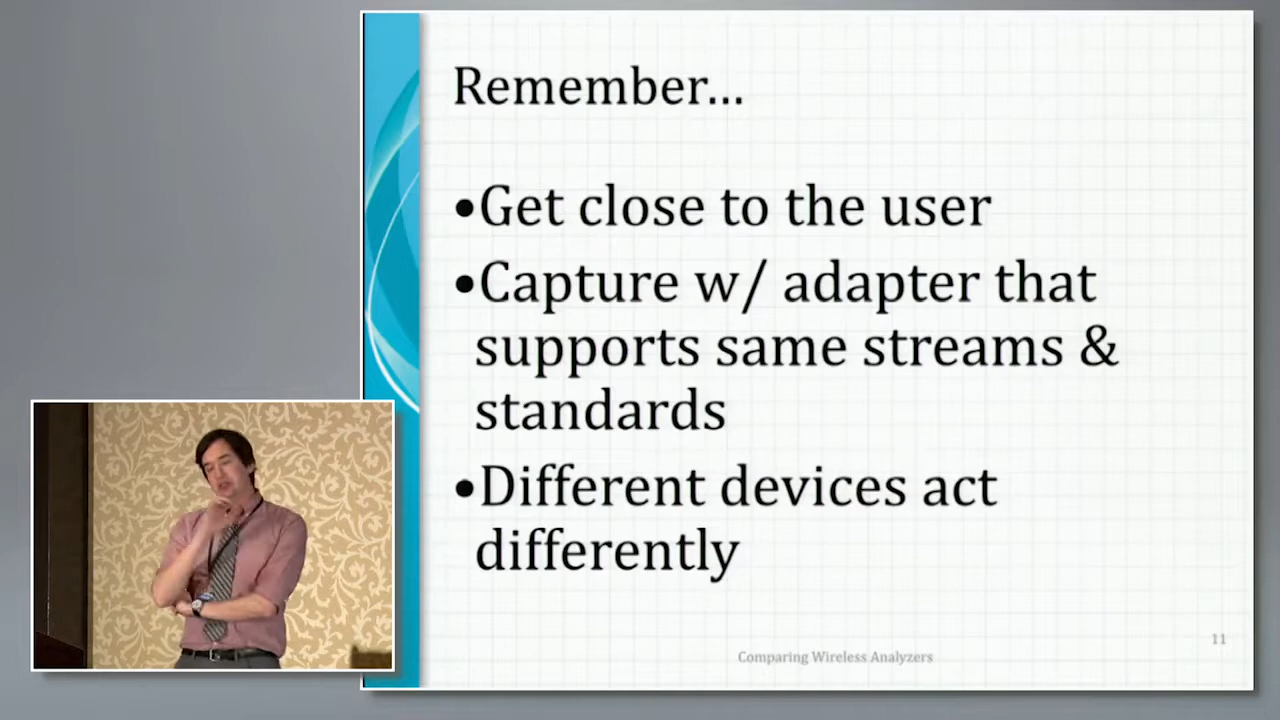 Remember…
•Get close to the user
•Capture w/ adapter that
supports same streams &
standards
•Different devices act
differently
11
Comparing Wireless Analyzers